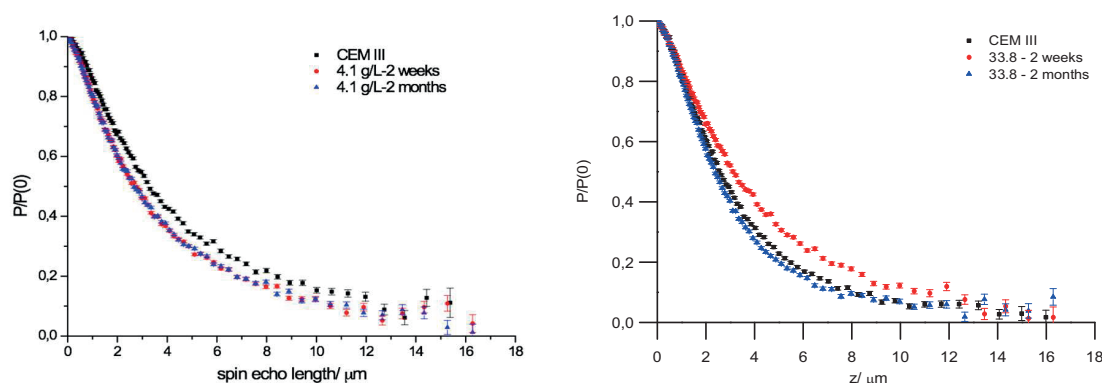 CEM III
4.1 g/L-2 weeks
4.1 g/L-2 months
P/P(0)
1,0
0,8
0,6
0,4
0,2
0,0
0 2 4 6 8 10 12 14 16 18
spin echo length/ μm
CEM III
33.8 - 2 weeks
33.8 - 2 months
P/P(0)
1,0
0,8
0,6
0,4
0,2
0,0
0 2 4 6 8 10 12 14 16 18
z/ μm